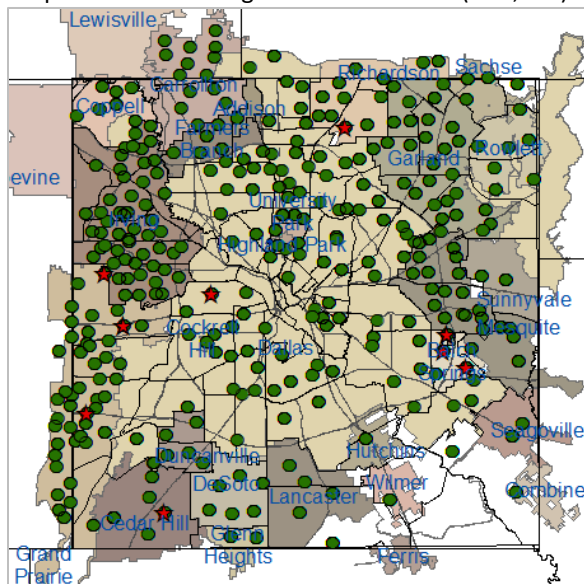 Lewisville
Richardson
Sachse
Carrollton
Coppell
Addison
Farmers
Branch
Garland
Rowlett
evine
University
Park
Irving
Highland Park
Sunnyvale
Mesquite
Cockrell
Hill
Dallas
Balch
Springs
Seagoville
Duncanville
Hutchins
DeSoto
Lancaster
Wilmer
Combine
Cedar Hill
Glenn
Heights
Grand
Prairie
Ferris